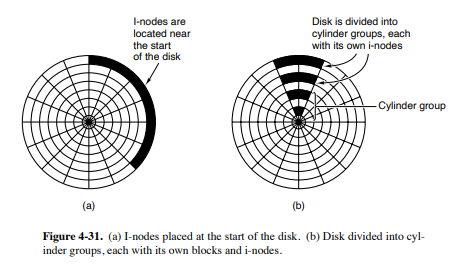 I-nodes are
located near
the start
of the disk
Disk is divided into
cylinder groups, each
with its own i-nodes
Cylinder group
(a)
(b)
Figure 4-31. (a) I-nodes placed at the start of the disk. (b) Disk divided into cyl-
inder groups, each with its own blocks and i-nodes.